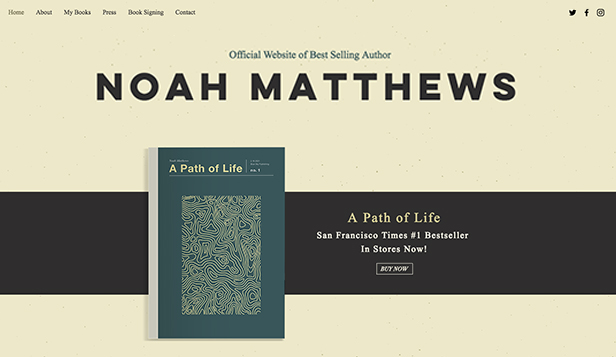 Home About My Books Press Book Signing Contact
Official Website of Best Selling Author
NOAH MATTHEWS
Noah Matthews
A Path of Life
VOL. 1
A Path of Life
San Francisco Times #1 Bestseller
In Stores Now!
BUY NOW